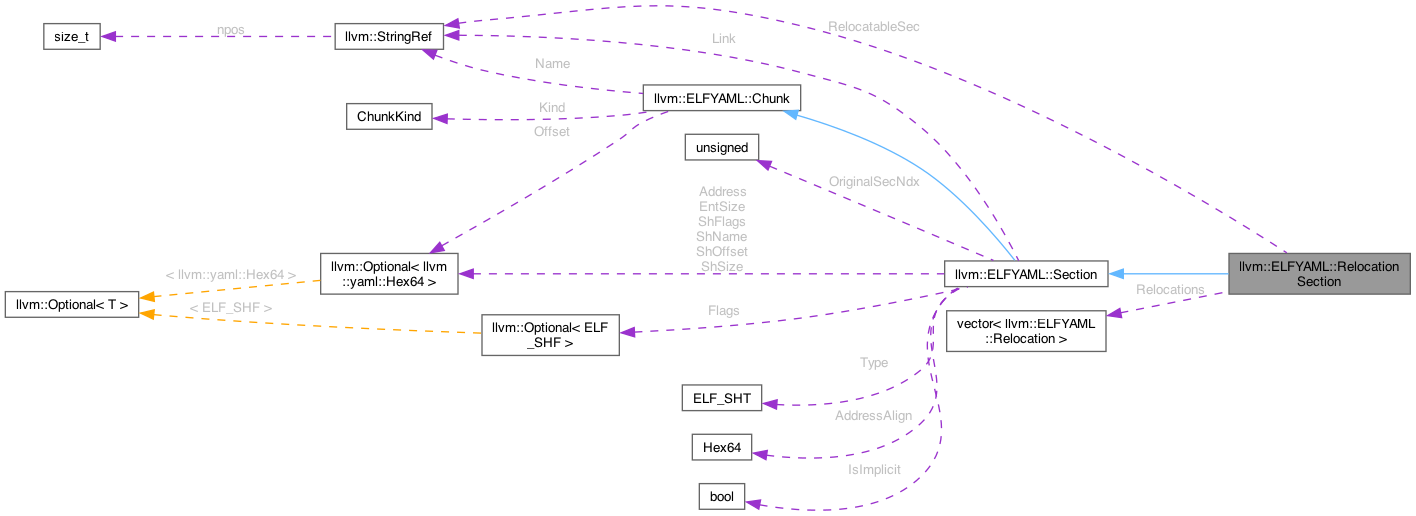 RelocatableSec
size_t
npos
llvm::StringRef
Link
Name
llvm::ELFYAML::Chunk
ChunkKind
Kind
Offset
unsigned
OriginalSecNdx
Address
EntSize
ShFlags
ShName
ShOffset
ShSize
llvm::Optional< llvm
::yaml::Hex64 >
< llvm::yaml::Hex64 >
llvm::Optional< T >
< ELF_SHF >
llvm::ELFYAML::Section
llvm::ELFYAML::Relocation
Section
Relocations
vector< llvm::ELFYAML
::Relocation >
Flags
llvm::Optional< ELF
_SHF >
Type
ELF_SHT
AddressAlign
Hex64
IsImplicit
bool